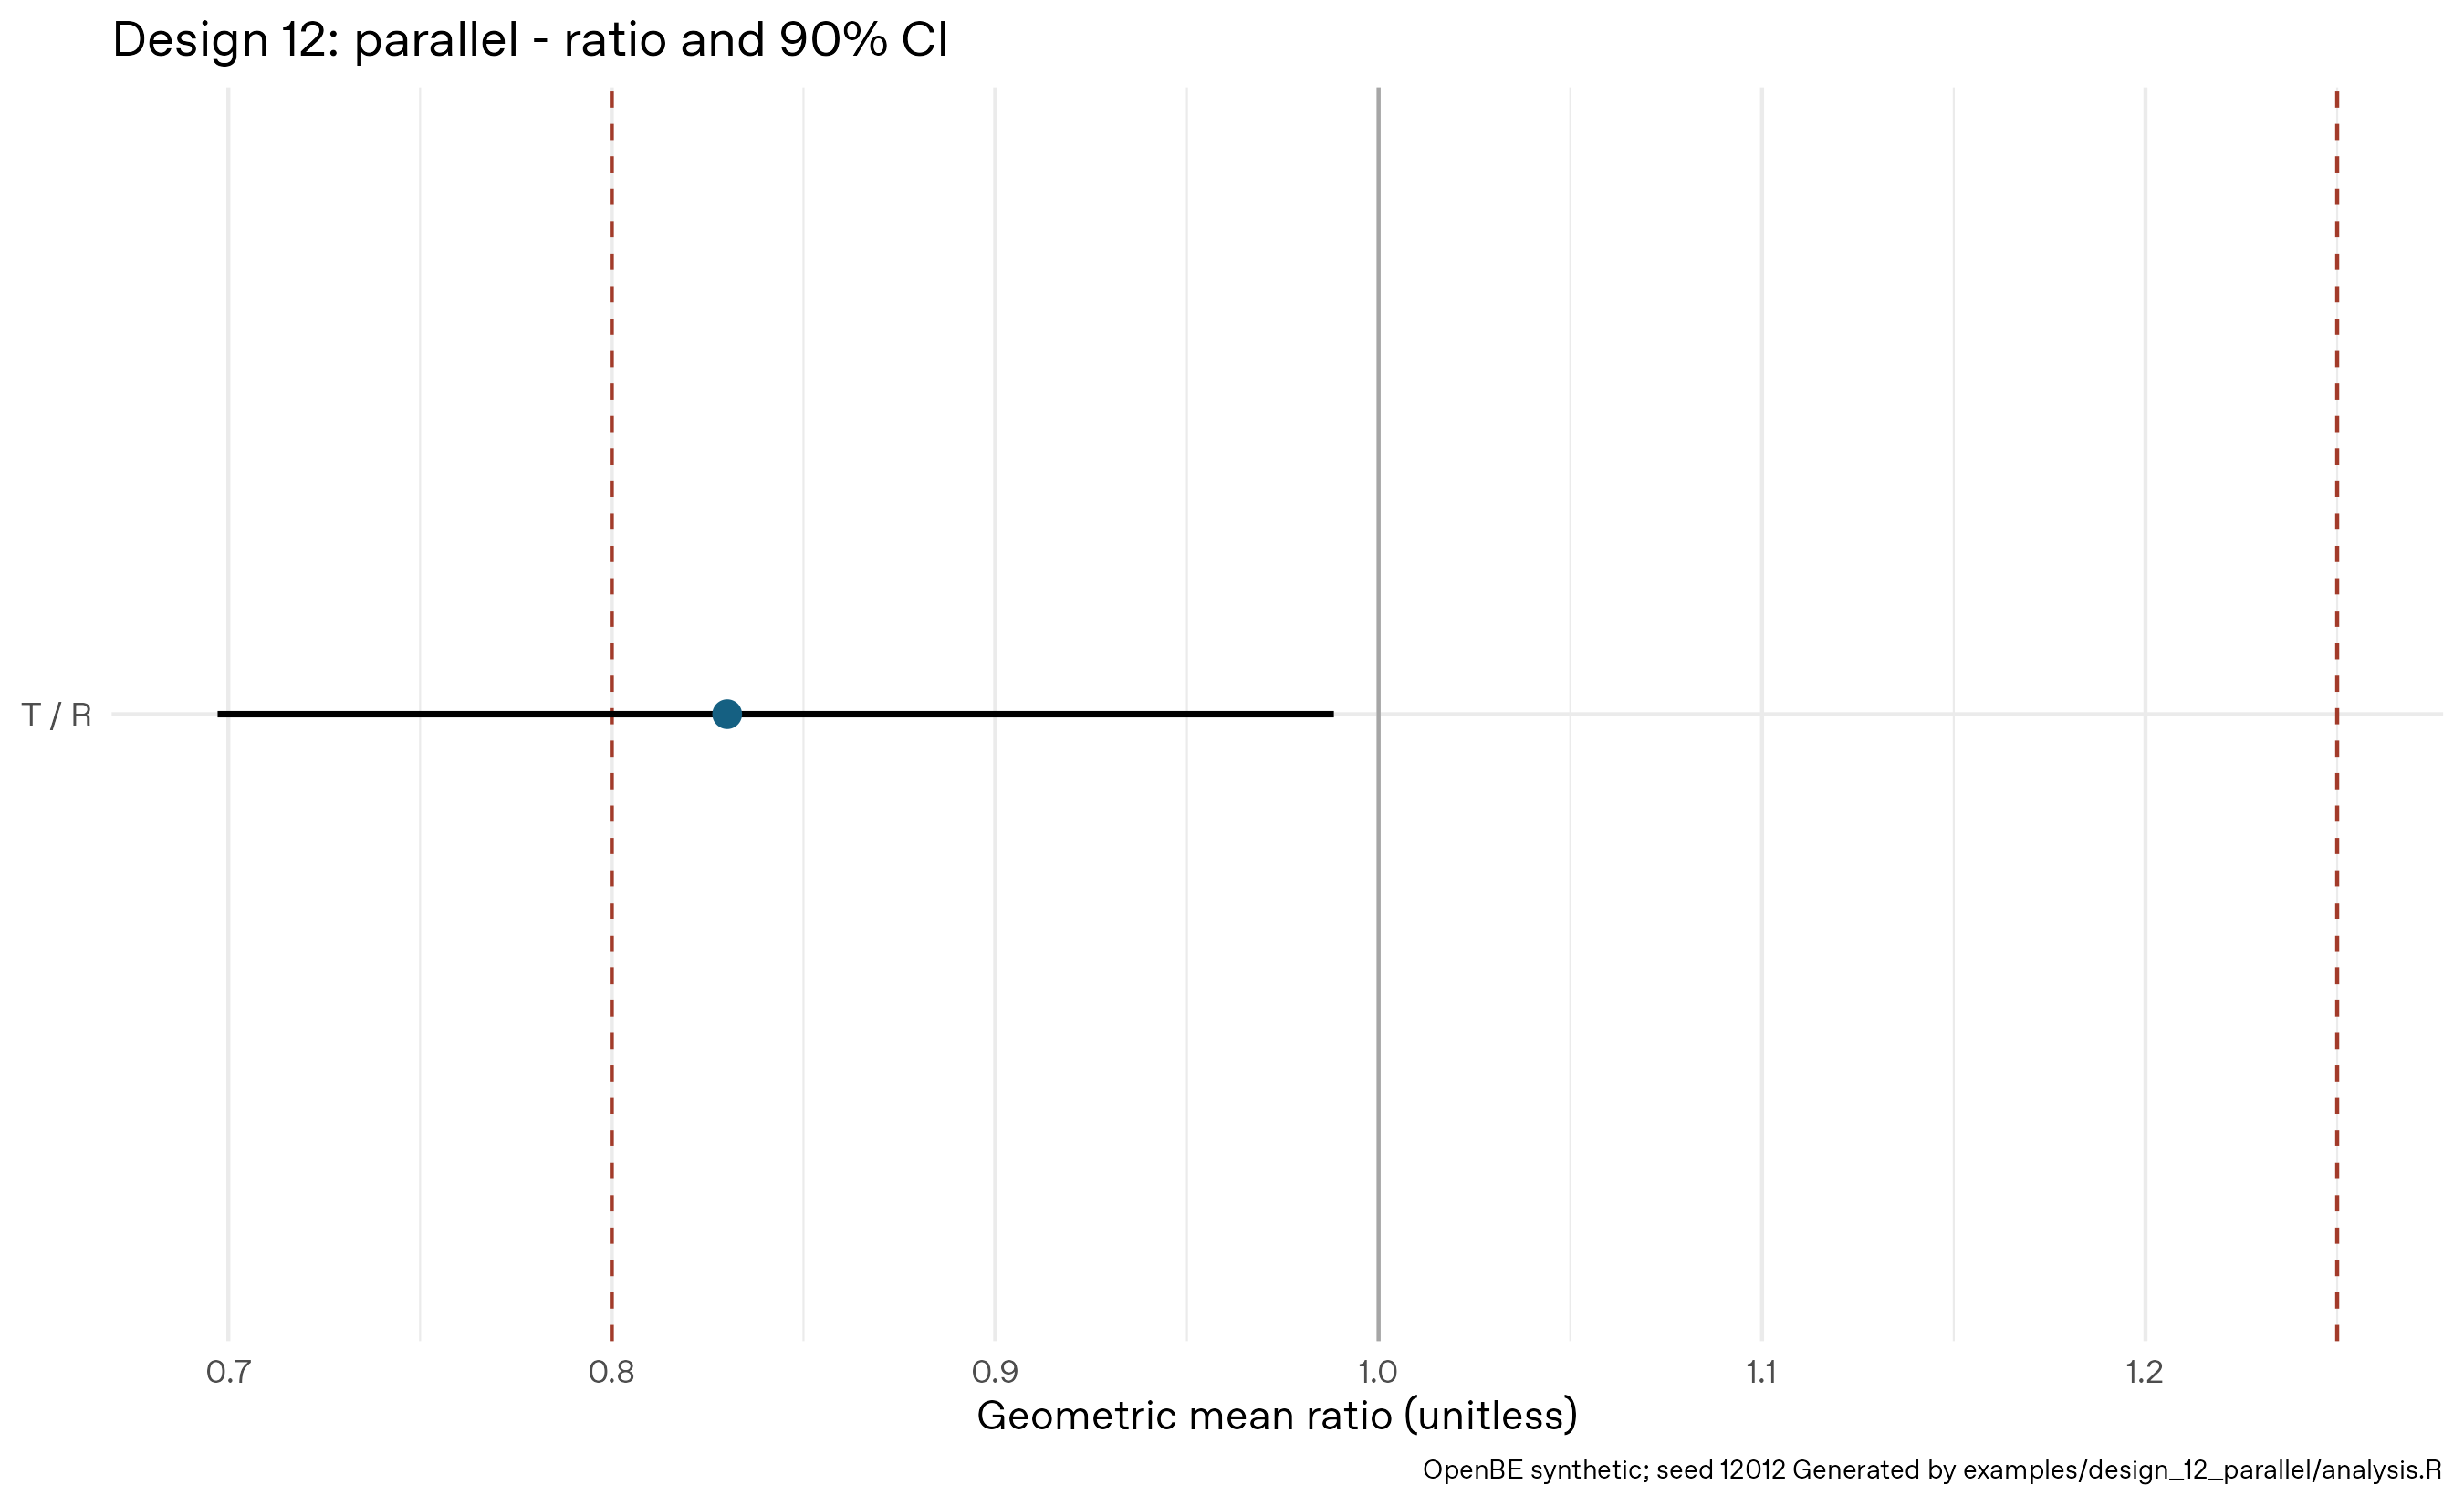 Design 12: parallel - ratio and 90% CI
T / R
0.7 0.8 0.9 1.0 1.1 1.2
Geometric mean ratio (unitless)
OpenBE synthetic; seed 12012 Generated by examples/design_12_parallel/analysis.R